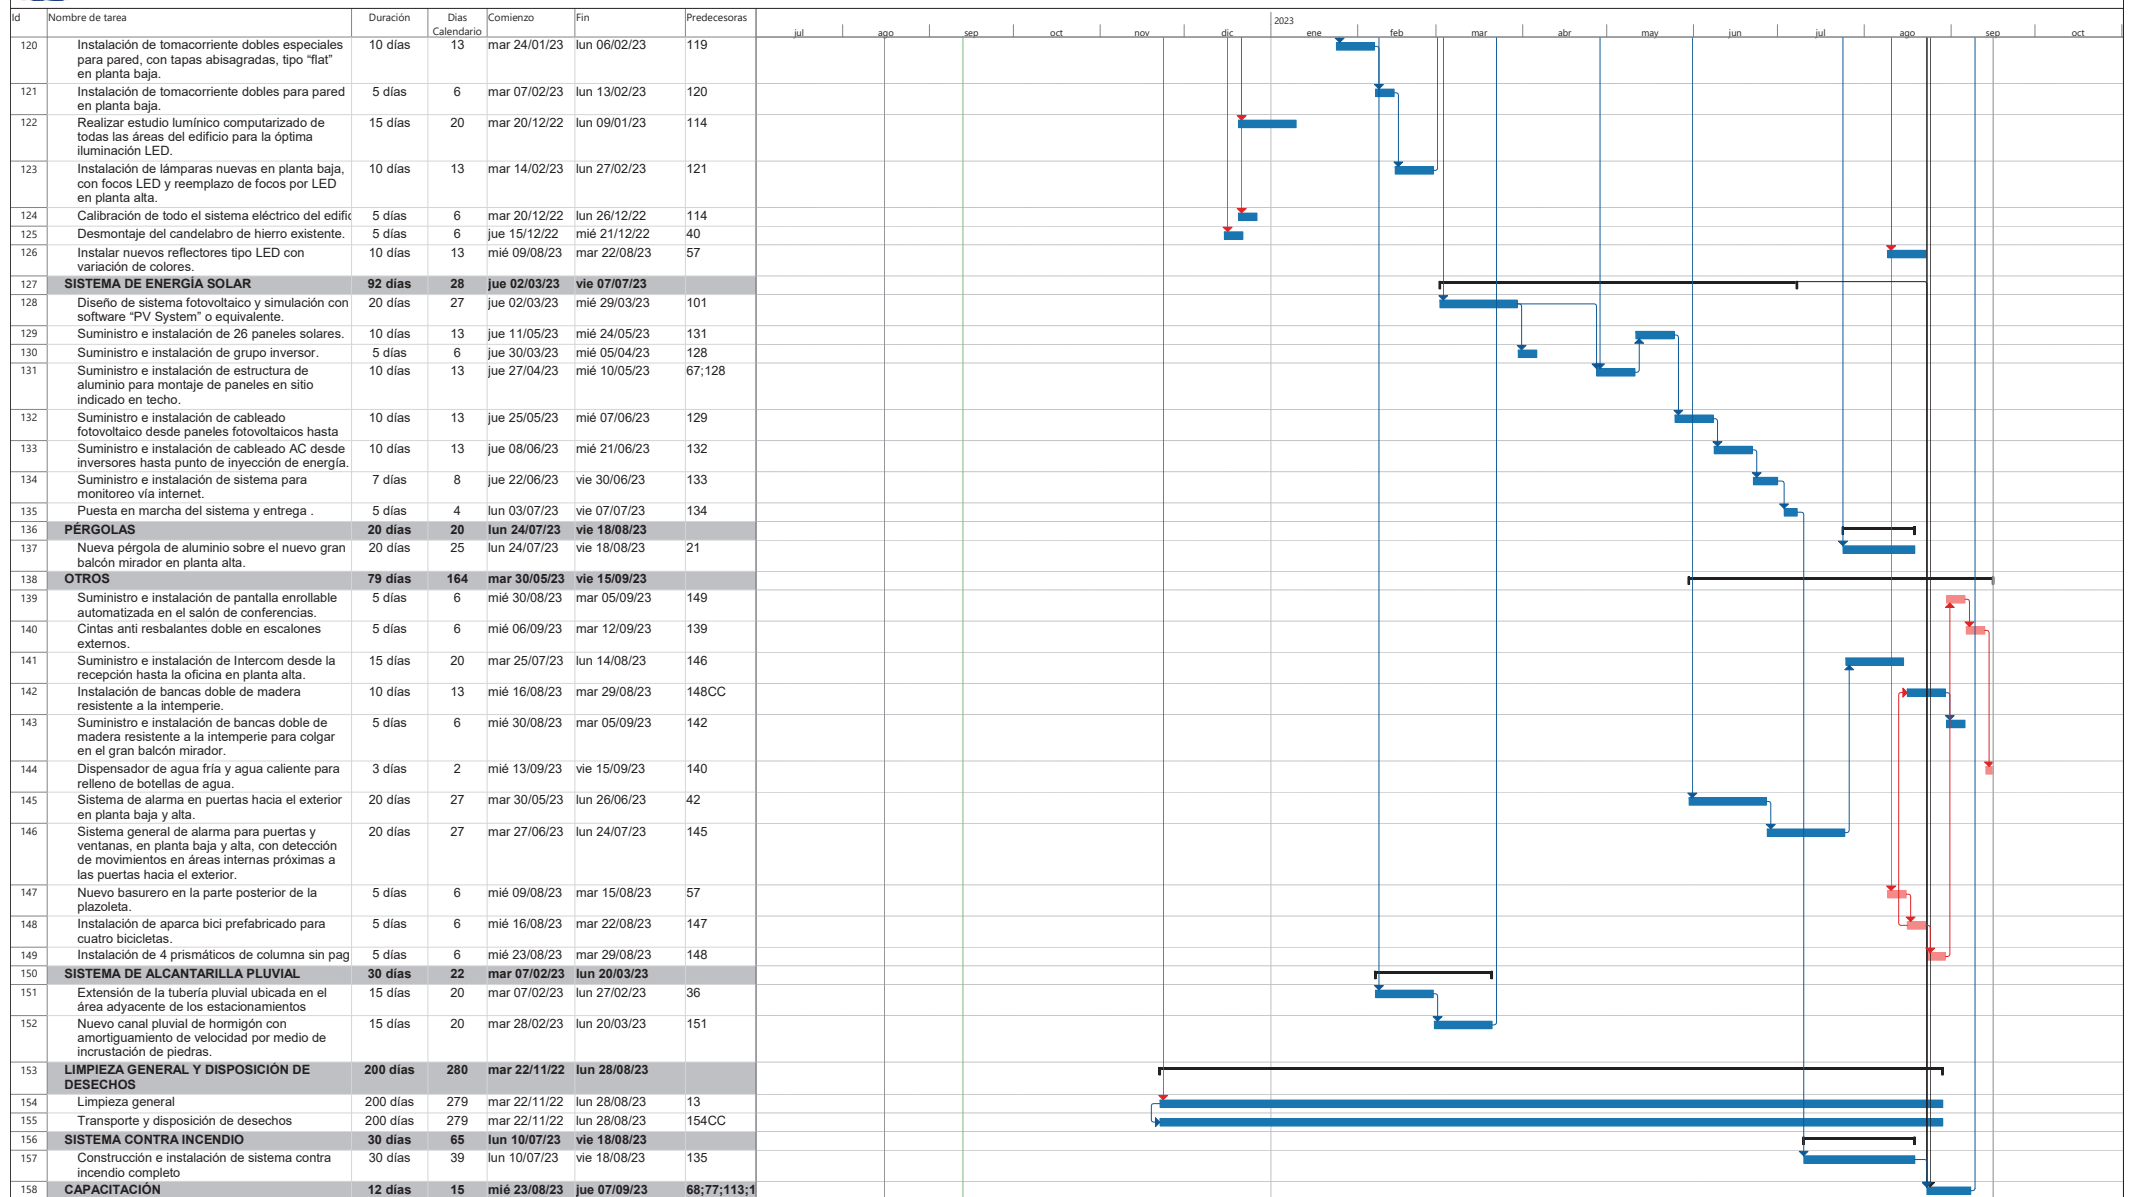 Id Nombre de tarea Duración Dias Calendario Comienzo Fin Predecesoras
2023
jul ago sep oct nov dic ene feb mar abr may jun jul ago sep oct
120 Instalación de tomacorriente dobles especiales 10 días 13 mar 24/01/23 lun 06/02/23 119
para pared, con tapas abisagradas, tipo "flat"
en planta baja.
121 Instalación de tomacorriente dobles para pared 5 días 6 mar 07/02/23 lun 13/02/23 120
en planta baja.
122 Realizar estudio lumínico computarizado de 15 días 20 mar 20/12/22 lun 09/01/23 114
todas las áreas del edificio para la óptima
iluminación LED.
123 Instalación de lámparas nuevas en planta baja, 10 días 13 mar 14/02/23 lun 27/02/23 121
con focos LED y reemplazo de focos por LED
en planta alta.
124 Calibración de todo el sistema eléctrico del edific 5 días 6 mar 20/12/22 lun 26/12/22 114
125 Desmontaje del candelabro de hierro existente. 5 días 6 jue 15/12/22 mié 21/12/22 40
126 Instalar nuevos reflectores tipo LED con 10 días 13 mié 09/08/23 mar 22/08/23 57
variación de colores.
127 SISTEMA DE ENERGÍA SOLAR 92 días 28 jue 02/03/23 vie 07/07/23
128 Diseño de sistema fotovoltaico y simulación con 20 días 27 jue 02/03/23 mié 29/03/23 101
software "PV System" o equivalente.
129 Suministro e instalación de 26 paneles solares. 10 días 13 jue 11/05/23 mié 24/05/23 131
130 Suministro e instalación de grupo inversor. 5 días 6 jue 30/03/23 mié 05/04/23 128
131 Suministro e instalación de estructura de 10 días 13 jue 27/04/23 mié 10/05/23 67;128
aluminio para montaje de paneles en sitio
indicado en techo.
132 Suministro e instalación de cableado 10 días 13 jue 25/05/23 mié 07/06/23 129
fotovoltaico desde paneles fotovoltaicos hasta
133 Suministro e instalación de cableado AC desde 10 días 13 jue 08/06/23 mié 21/06/23 132
inversores hasta punto de inyección de energía.
134 Suministro e instalación de sistema para 7 días 8 jue 22/06/23 vie 30/06/23 133
monitoreo vía internet.
135 Puesta en marcha del sistema y entrega . 5 días 4 lun 03/07/23 vie 07/07/23 134
136 PÉRGOLAS 20 días 20 lun 24/07/23 vie 18/08/23
137 Nueva pérgola de aluminio sobre el nuevo gran 20 días 25 lun 24/07/23 vie 18/08/23 21
balcón mirador en planta alta.
138 OTROS 79 días 164 mar 30/05/23 vie 15/09/23
139 Suministro e instalación de pantalla enrollable 5 días 6 mié 30/08/23 mar 05/09/23 149
automatizada en el salón de conferencias.
140 Cintas anti resbalantes doble en escalones 5 días 6 mié 06/09/23 mar 12/09/23 139
externos.
141 Suministro e instalación de Intercom desde la 15 días 20 mar 25/07/23 lun 14/08/23 146
recepción hasta la oficina en planta alta.
142 Instalación de bancas doble de madera 10 días 13 mié 16/08/23 mar 29/08/23 148CC
resistente a la intemperie.
143 Suministro e instalación de bancas doble de 5 días 6 mié 30/08/23 mar 05/09/23 142
madera resistente a la intemperie para colgar
en el gran balcón mirador.
144 Dispensador de agua fría y agua caliente para 3 días 2 mié 13/09/23 vie 15/09/23 140
relleno de botellas de agua.
145 Sistema de alarma en puertas hacia el exterior 20 días 27 mar 30/05/23 lun 26/06/23 42
en planta baja y alta.
146 Sistema general de alarma para puertas y 20 días 27 mar 27/06/23 lun 24/07/23 145
ventanas, en planta baja y alta, con detección
de movimientos en áreas internas próximas a
las puertas hacia el exterior.
147 Nuevo basurero en la parte posterior de la 5 días 6 mié 09/08/23 mar 15/08/23 57
plazoleta.
148 Instalación de aparca bici prefabricado para 5 días 6 mié 16/08/23 mar 22/08/23 147
cuatro bicicletas.
149 Instalación de 4 prismáticos de columna sin pag 5 días 6 mié 23/08/23 mar 29/08/23 148
150 SISTEMA DE ALCANTARILLA PLUVIAL 30 días 22 mar 07/02/23 lun 20/03/23
151 Extensión de la tubería pluvial ubicada en el 15 días 20 mar 07/02/23 lun 27/02/23 36
área adyacente de los estacionamientos
152 Nuevo canal pluvial de hormigón con 15 días 20 mar 28/02/23 lun 20/03/23 151
amortiguamiento de velocidad por medio de
incrustación de piedras.
153 LIMPIEZA GENERAL Y DISPOSICIÓN DE 200 días 280 mar 22/11/22 lun 28/08/23
DESECHOS
154 Limpieza general 200 días 279 mar 22/11/22 lun 28/08/23 13
155 Transporte y disposición de desechos 200 días 279 mar 22/11/22 lun 28/08/23 154CC
156 SISTEMA CONTRA INCENDIO 30 días 65 lun 10/07/23 vie 18/08/23
157 Construcción e instalación de sistema contra 30 días 39 lun 10/07/23 vie 18/08/23 135
incendio completo
158 CAPACITACIÓN 12 días 15 mié 23/08/23 jue 07/09/23 68;77;113;1